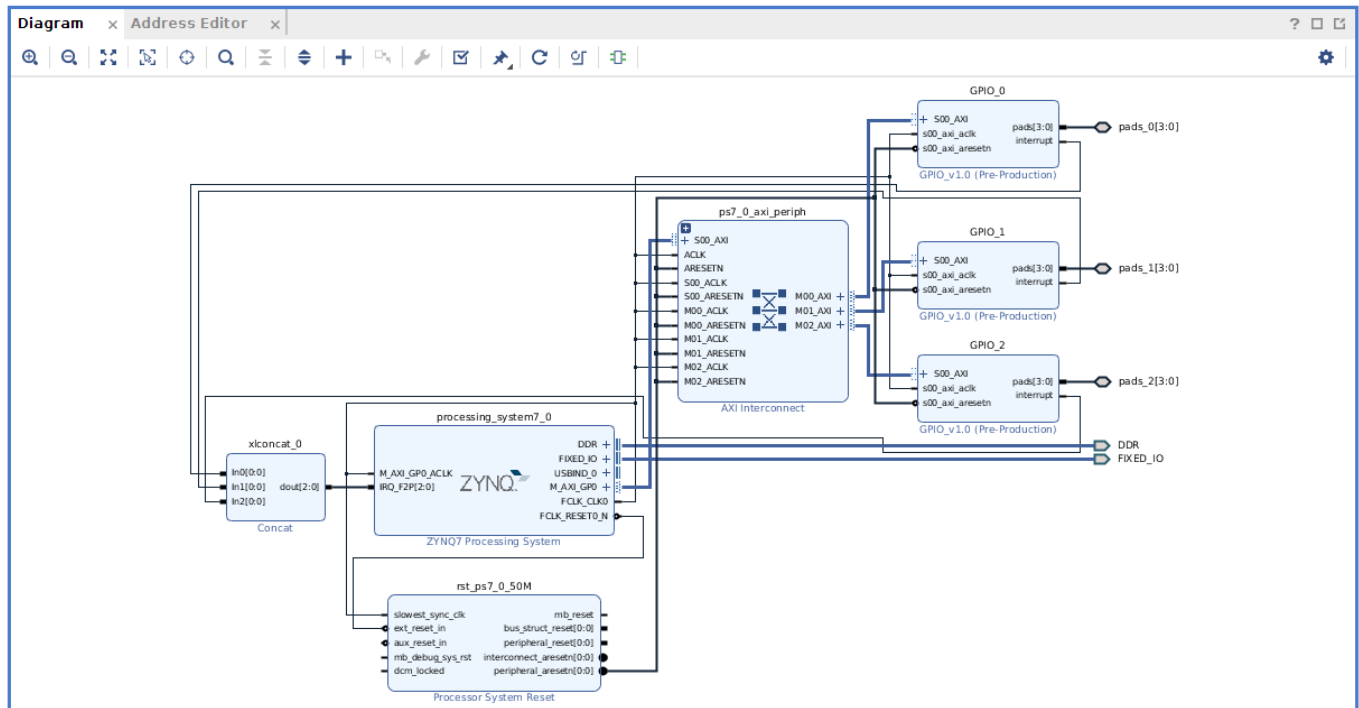 Diagram × Address Editor ×
GPIO_0
S00_AXI
s00_axi_aclk
s00_axi_aresetn
pads[3:0]
interrupt
pads_0[3:0]
GPIO_v1.0 (Pre-Production)
ps7_0_axi_periph
S00_AXI
ACLK
ARESETN
S00_ACLK
S00_ARESETN
M00_ACLK
M00_ARESETN
M01_ACLK
M01_ARESETN
M02_ACLK
M02_ARESETN
M00_AXI
M01_AXI
M02_AXI
AXI Interconnect
GPIO_1
S00_AXI
s00_axi_aclk
s00_axi_aresetn
pads[3:0]
interrupt
pads_1[3:0]
GPIO_v1.0 (Pre-Production)
GPIO_2
S00_AXI
s00_axi_aclk
s00_axi_aresetn
pads[3:0]
interrupt
pads_2[3:0]
GPIO_v1.0 (Pre-Production)
xlconcat_0
In0[0:0]
In1[0:0]
In2[0:0]
dout[2:0]
Concat
processing_system7_0
M_AXI_GP0_ACLK
IRQ_F2P[2:0]
ZYNQ
DDR
FIXED_IO
USBIND_0
M_AXI_GP0
FCLK_CLK0
FCLK_RESET0_N
ZYNQ7 Processing System
DDR
FIXED_IO
rst_ps7_0_50M
slowest_sync_clk
ext_reset_in
aux_reset_in
mb_debug_sys_rst
dcm_locked
mb_reset
bus_struct_reset[0:0]
peripheral_reset[0:0]
interconnect_aresetn[0:0]
peripheral_aresetn[0:0]
Processor System Reset